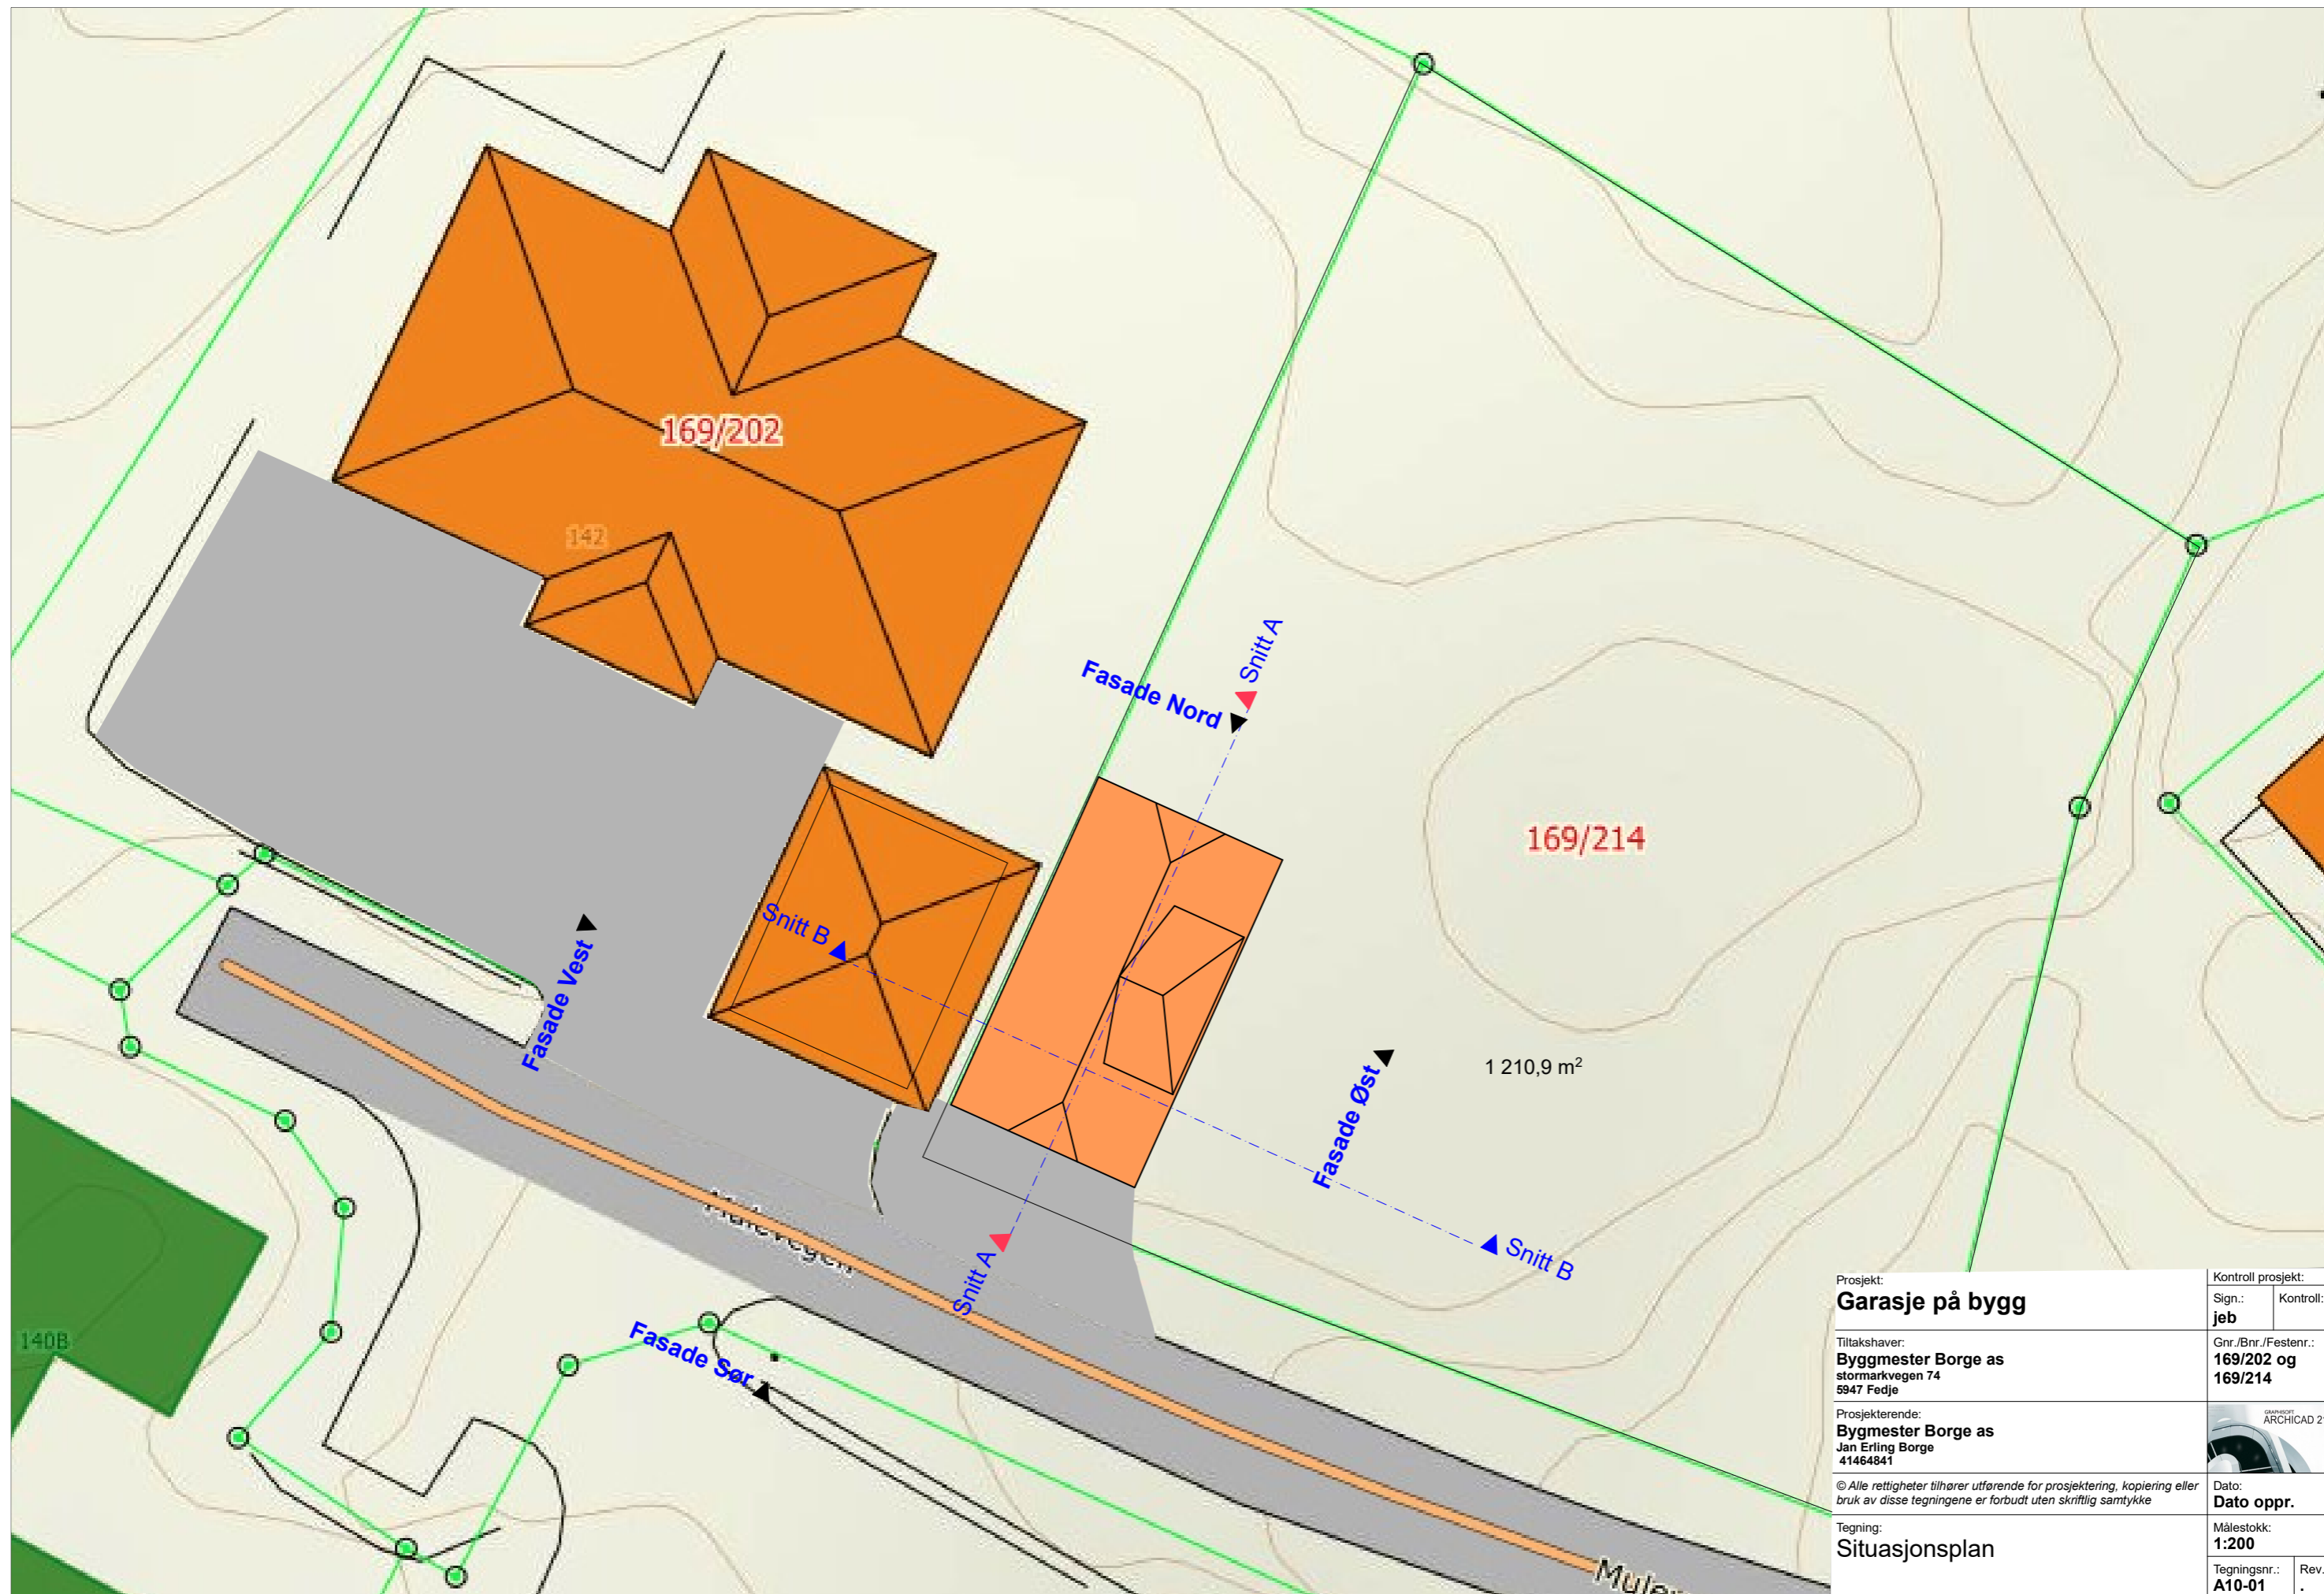 169/202
142
Snitt A
Fasade Nord
169/214
Snitt B
Fasade Vest
1 210,9 m²
Fasade Øst
Mulevegen
Snitt B
Snitt A
Fasade Sør
140B
Prosjekt:
Garasje på bygg
Kontroll prosjekt:
Sign.: Kontroll:
jeb
Tiltakshaver:
Byggmester Borge as
stormarkvegen 74
5947 Fedje
Gnr./Bnr./Festenr.:
169/202 og
169/214
Prosjekterende:
Bygmester Borge as
Jan Erling Borge
41464841
GRAPHISOFT
ARCHICAD
© Alle rettigheter tilhører utførende for prosjektering, kopiering eller
bruk av disse tegningene er forbudt uten skriftlig samtykke
Dato:
Dato oppr.
Tegning:
Situasjonsplan
Målestokk:
1:200
Tegningsnr.: Rev.
A10-01 .